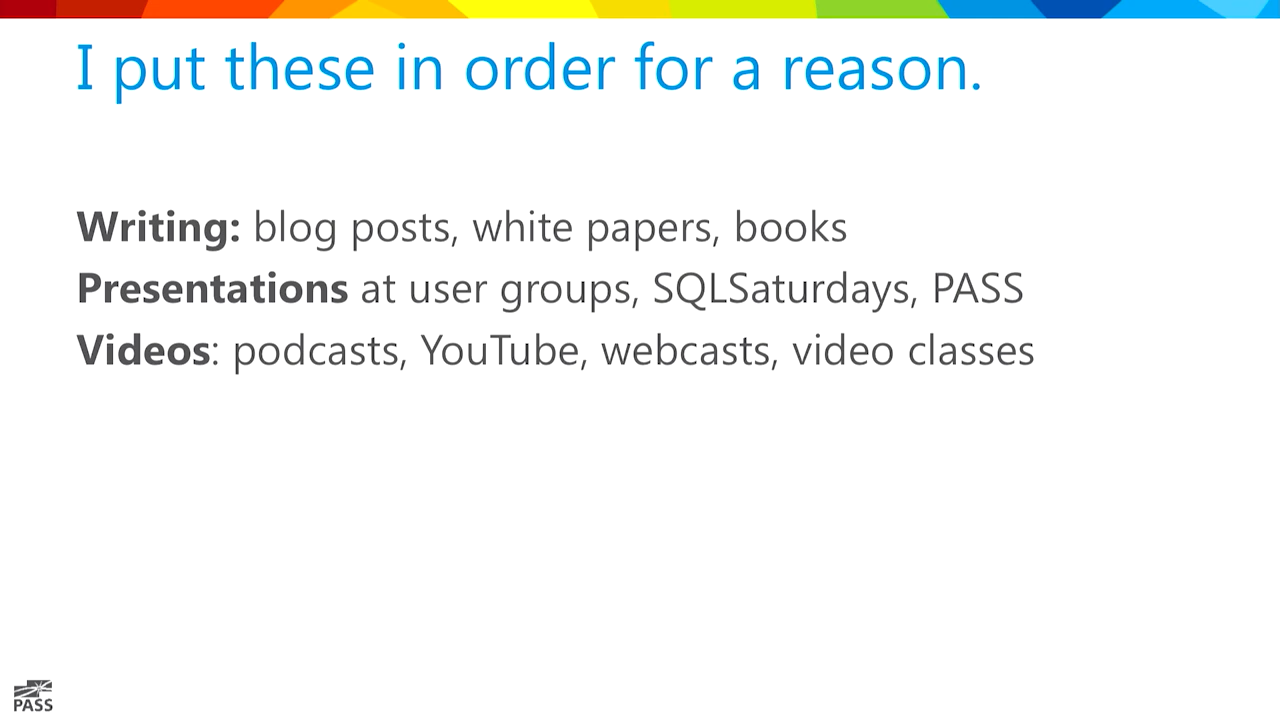 I put these in order for a reason.
Writing: blog posts, white papers, books
Presentations at user groups, SQLSaturdays, PASS
Videos: podcasts, YouTube, webcasts, video classes
PASS